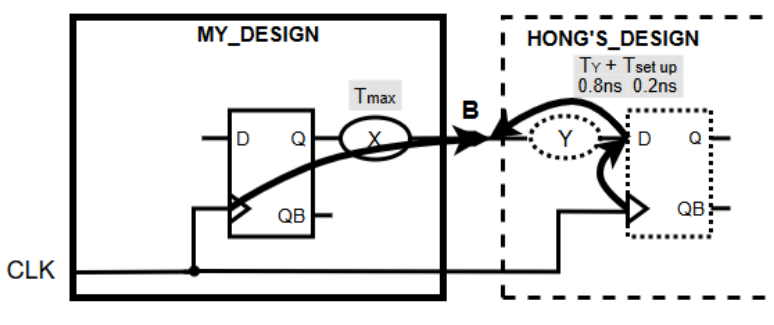 MY_DESIGN
HONG'S_DESIGN
TY + Tset up
0.8ns 0.2ns
Tmax
B
D
Q
X
Y
D
Q
QB
QB
CLK